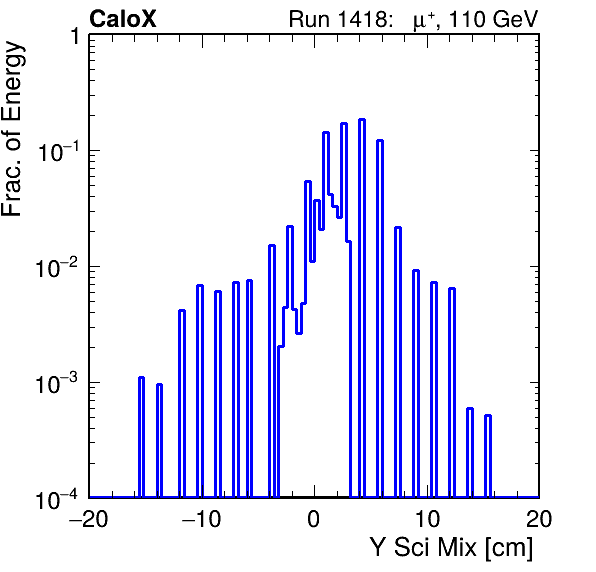 CaloX Run 1418: μ⁺, 110 GeV
Frac. of Energy
1
10⁻¹
10⁻²
10⁻³
10⁻⁴
−20 −10 0 10 20
Y Sci Mix [cm]